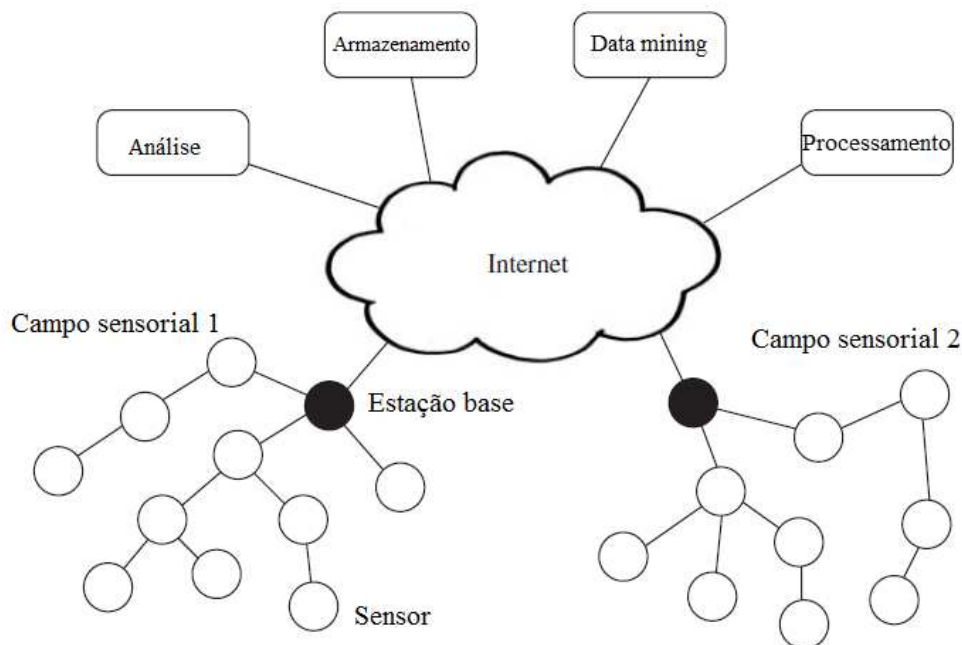 Armazenamento
Data mining
Análise
Processamento
Internet
Campo sensorial 1
Campo sensorial 2
Estação base
Sensor